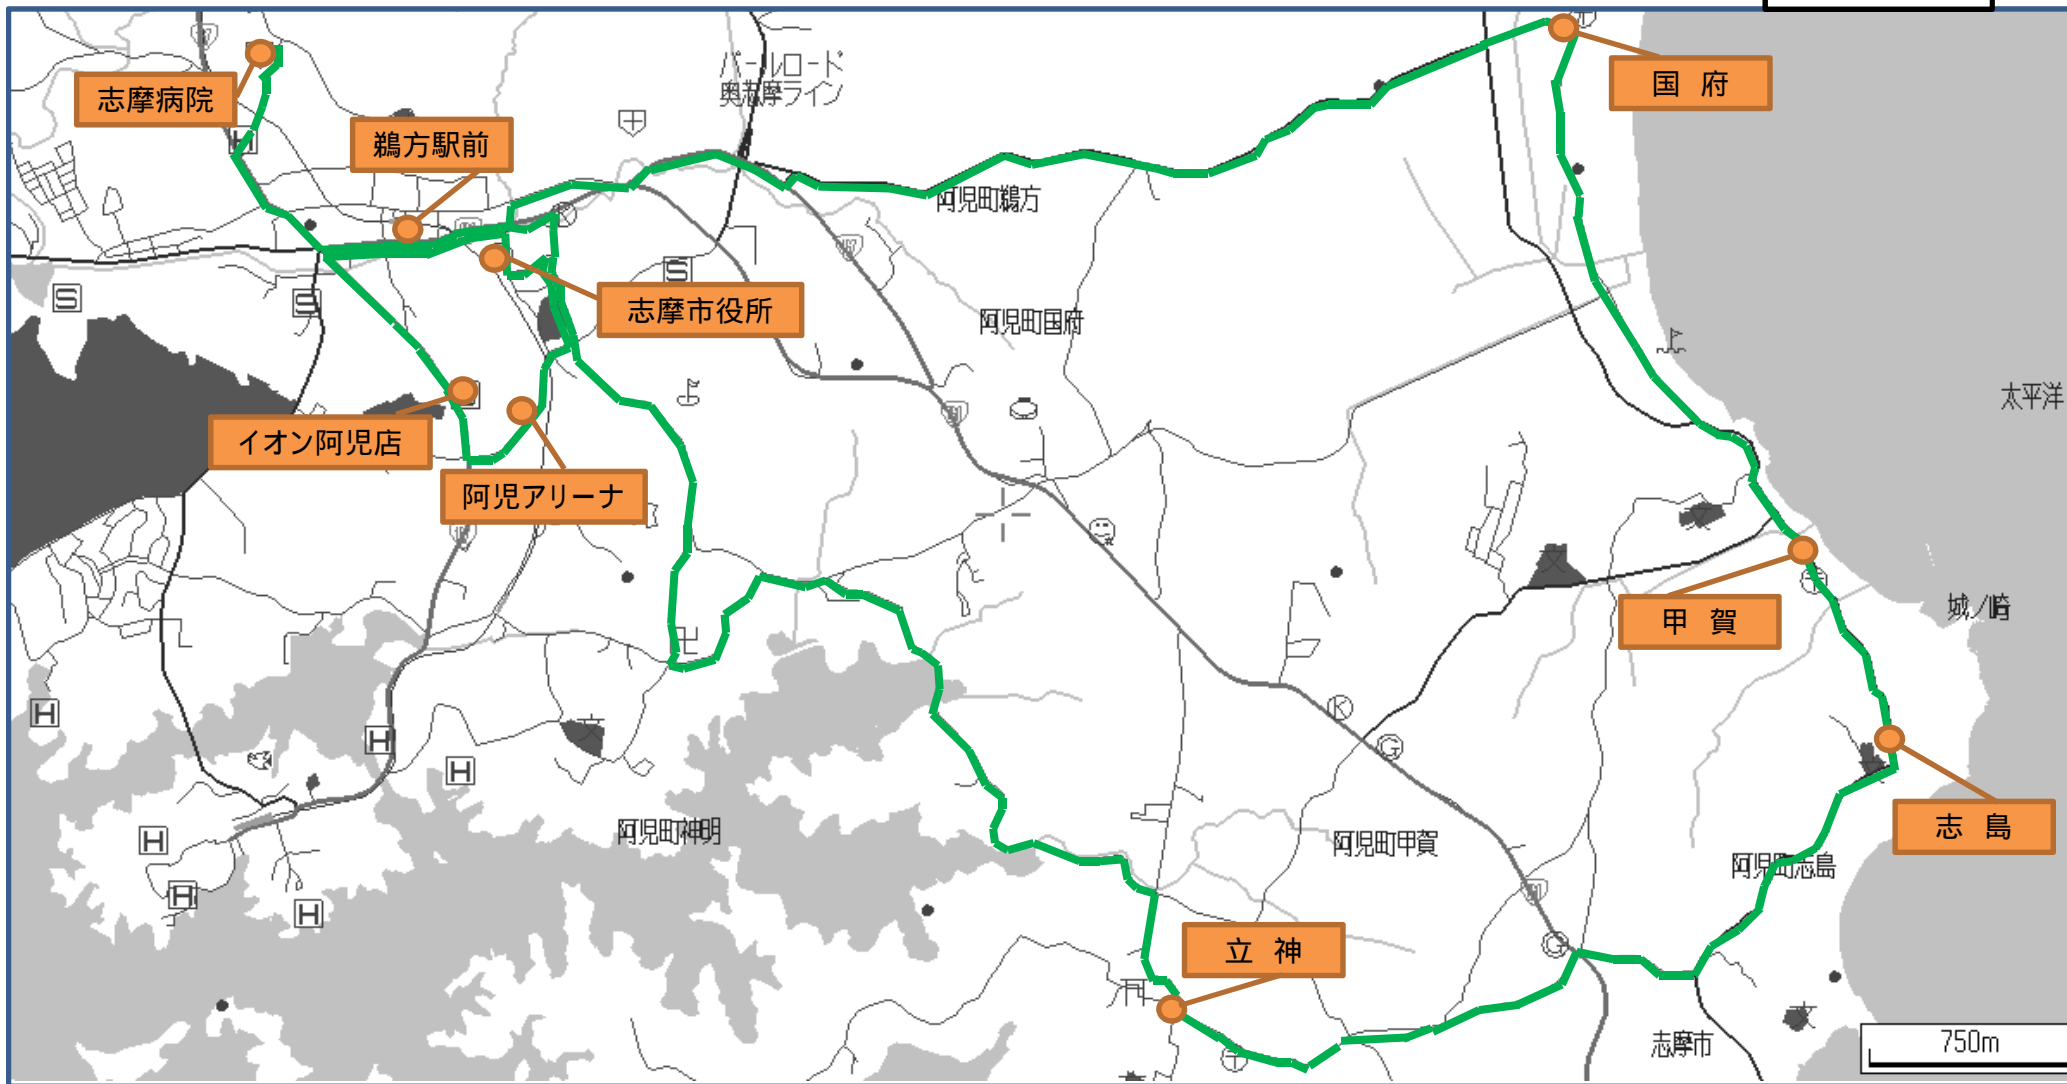 国 府
パールロード
奥志摩ライン
志摩病院
鵜方駅前
阿児町鵜方
志摩市役所
阿児町国府
太平洋
イオン阿児店
阿児アリーナ
甲 賀
城ノ崎
志 島
阿児町神明
阿児町甲賀
阿児町志島
立 神
志摩市
750m